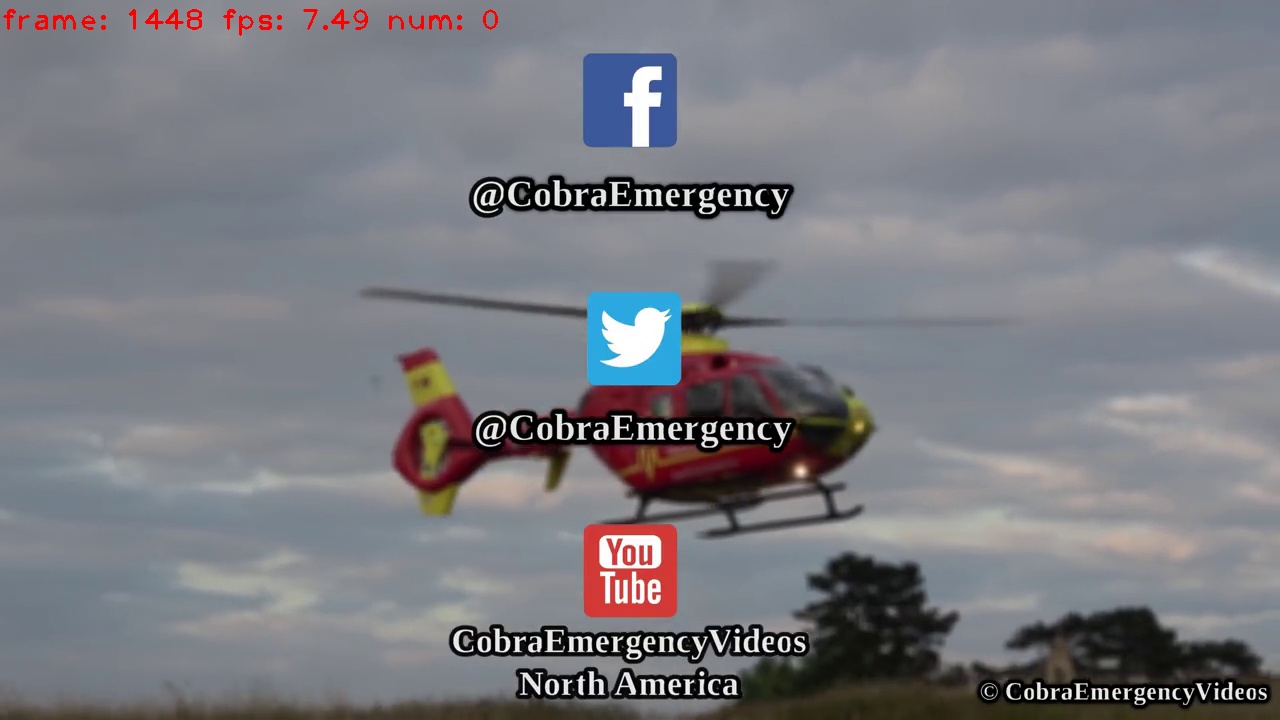 frame: 1448 fps: 7.49 num: 0
f
@CobraEmergency
@CobraEmergency
You
Tube
CobraEmergencyVideos
North America
© CobraEmergencyVideos